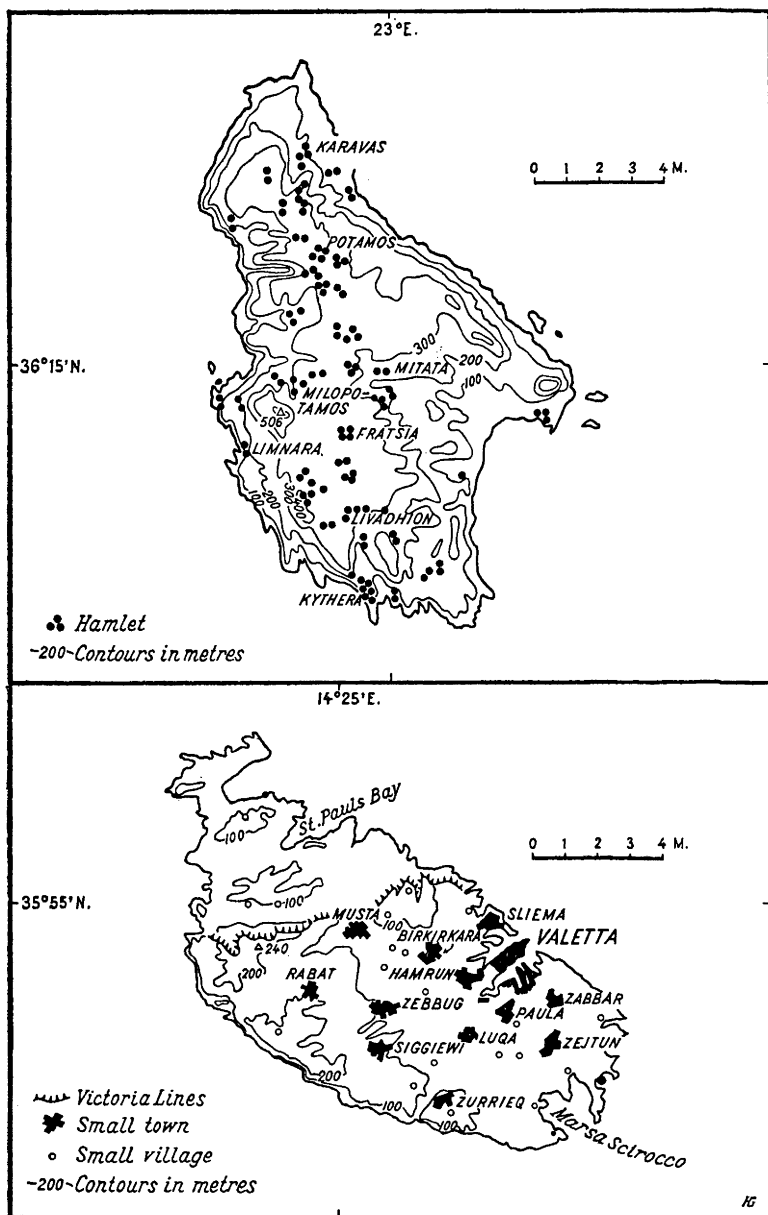 23°E.
KARAVAS
0 1 2 3 4 M.
POTAMOS
300
200
100
36°15'N.
MITATA
MILOPO-
TAMOS
506
FRATSIA
LIMNARA
100
200
300
400
LIVADHION
KYTHERA
Hamlet
-200-Contours in metres
14°25'E.
St. Pauls Bay
100
0 1 2 3 4 M.
100
35°55'N.
MUSTA
100
SLIEMA
BIRKIRKARA
VALETTA
240
200
RABAT
HAMRUN
ZEBBUG
PAULA
ZABBAR
LUQA
ZEJTUN
SIGGIEWI
200
100
ZURRIEQ
100
Marsa Scirocco
Victoria Lines
Small town
Small village
-200-Contours in metres